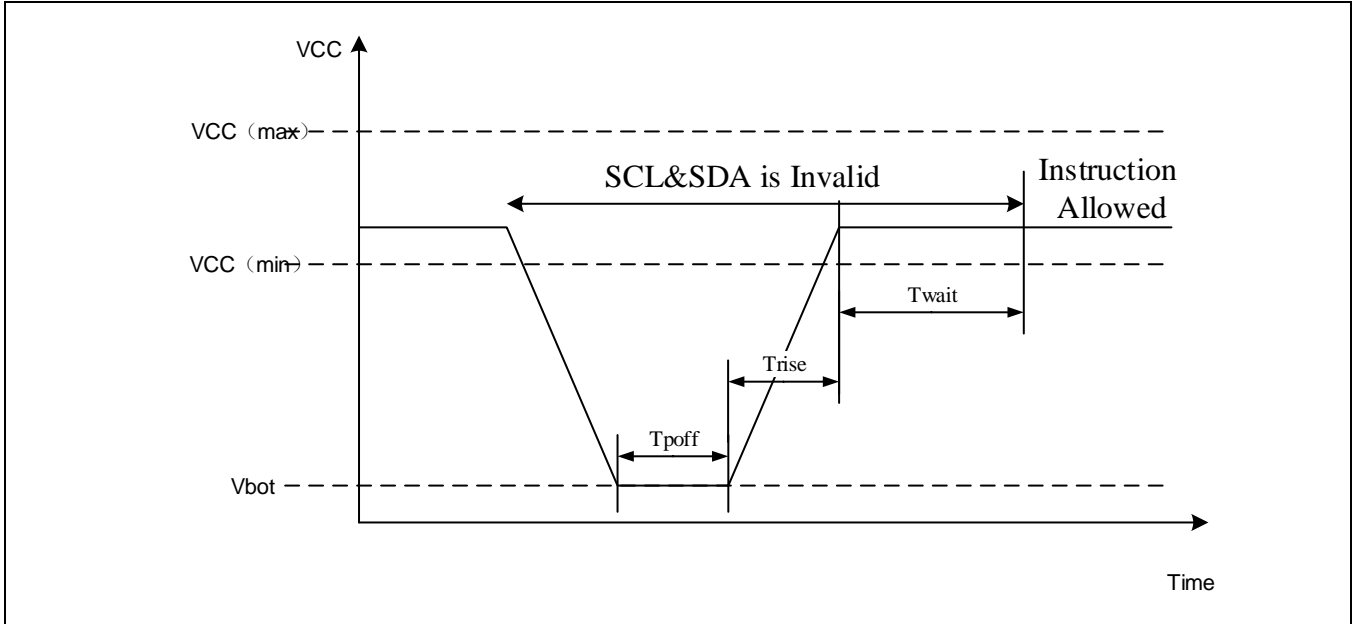 VCC
VCC（max）
SCL&SDA is Invalid
Instruction
Allowed
VCC（min）
Twait
Trise
Tpoff
Vbot
Time